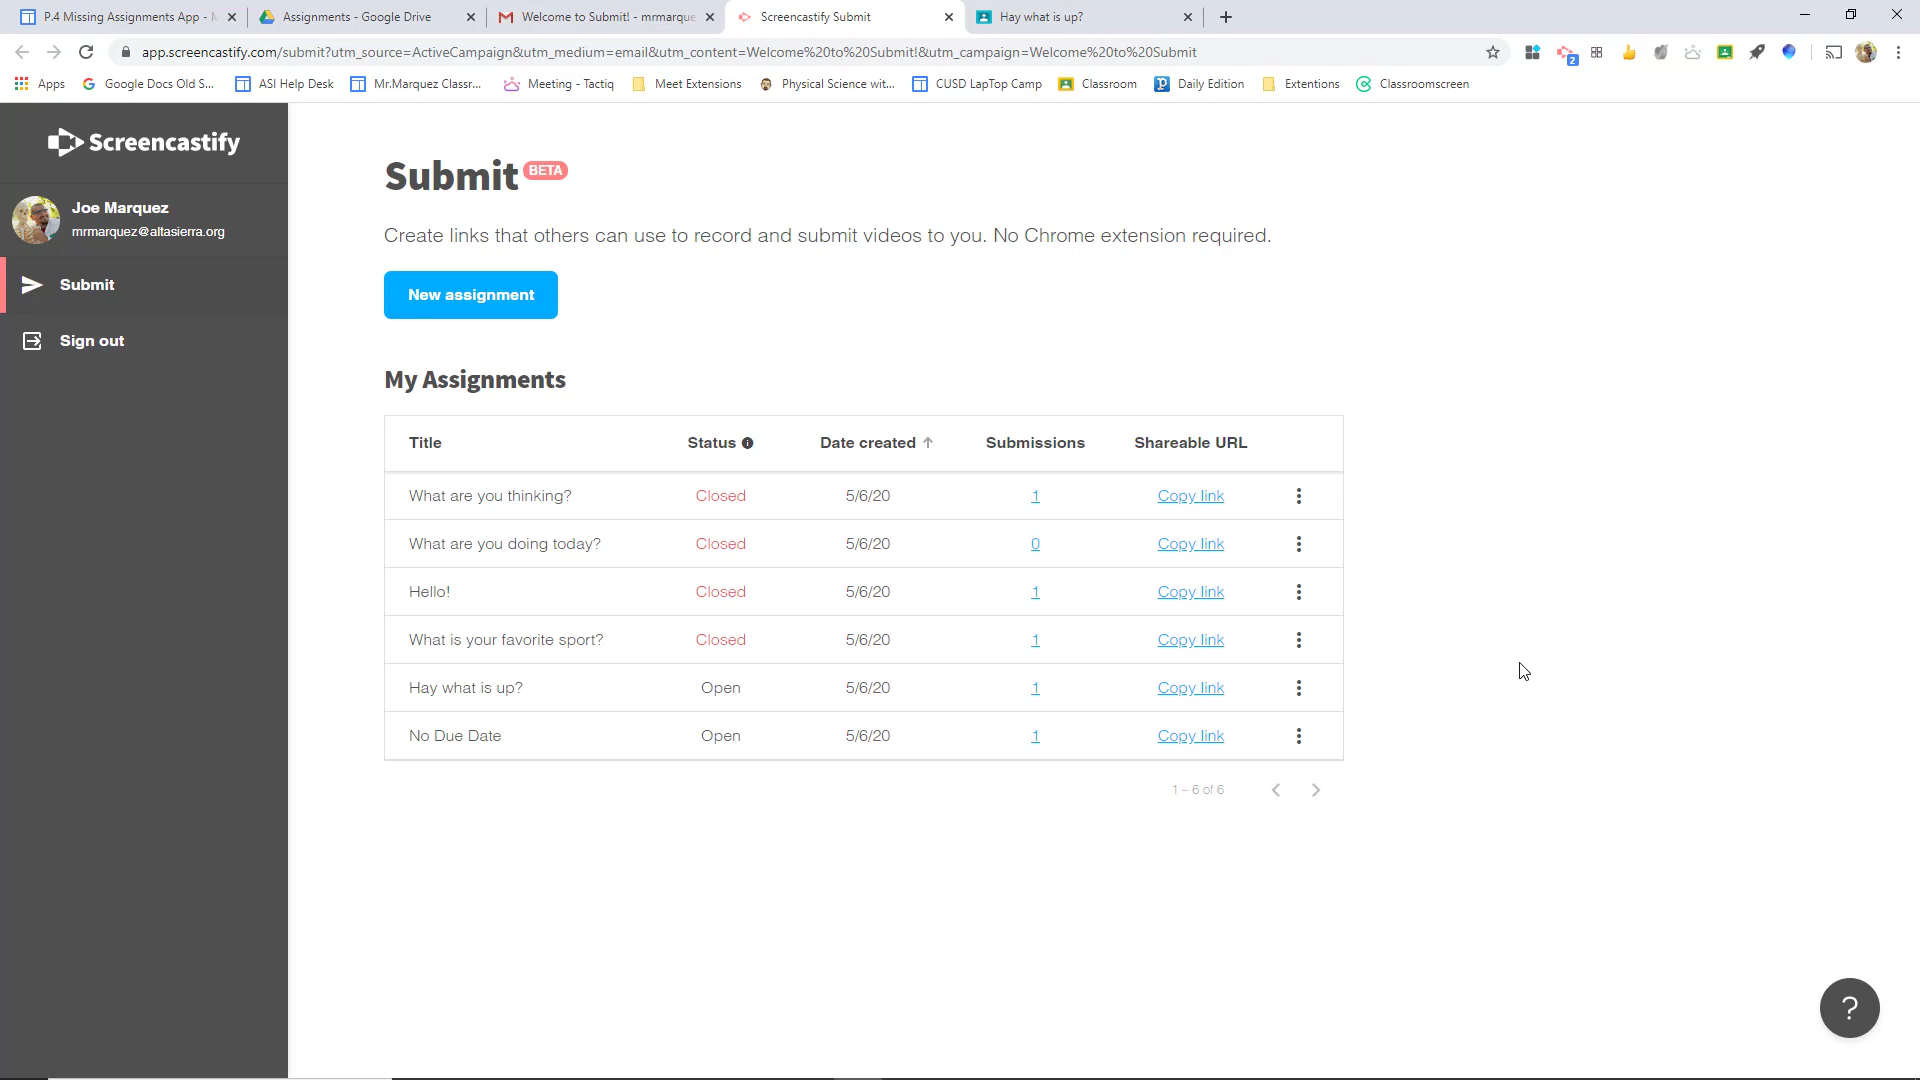 P.4 Missing Assignments App -
Assignments - Google Drive
Welcome to Submit! - mrmarque
Screencastify Submit
Hay what is up?
app.screencastify.com/submit?utm_source=ActiveCampaign&utm_medium=email&utm_content=Welcome%20to%20Submit!&utm_campaign=Welcome%20to%20Submit
2
Apps
Google Docs Old S...
ASI Help Desk
Mr.Marquez Classr...
Meeting - Tactiq
Meet Extensions
Physical Science wit...
CUSD LapTop Camp
Classroom
Daily Edition
Extentions
Classroomscreen
Screencastify
Joe Marquez
mrmarquez@altasierra.org
Submit
Sign out
Submit BETA
Create links that others can use to record and submit videos to you. No Chrome extension required.
New assignment
My Assignments
Title Status Date created Submissions Shareable URL
What are you thinking? Closed 5/6/20 1 Copy link
What are you doing today? Closed 5/6/20 0 Copy link
Hello! Closed 5/6/20 1 Copy link
What is your favorite sport? Closed 5/6/20 1 Copy link
Hay what is up? Open 5/6/20 1 Copy link
No Due Date Open 5/6/20 1 Copy link
1 – 6 of 6
?